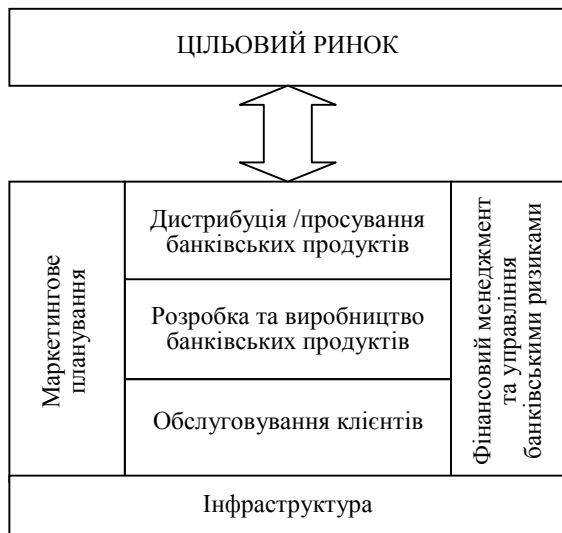 ЦІЛЬОВИЙ РИНОК
Маркетингове
планування
Дистрибуція /просування
банківських продуктів
Розробка та виробництво
банківських продуктів
Обслуговування клієнтів
Фінансовий менеджмент
та управління
банківськими ризиками
Інфраструктура